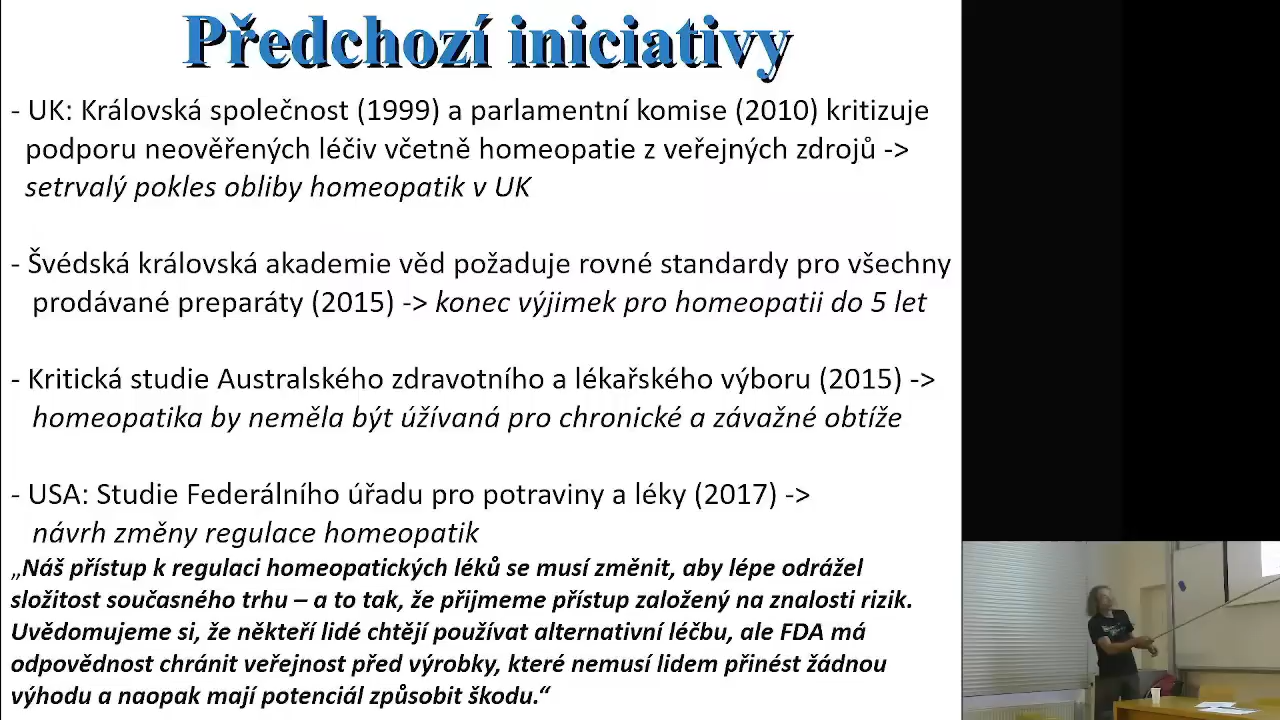 Předchozí iniciativy
- UK: Královská společnost (1999) a parlamentní komise (2010) kritizuje
podporu neověřených léčiv včetně homeopatie z veřejných zdrojů ->
setrvalý pokles obliby homeopatik v UK
- Švédská královská akademie věd požaduje rovné standardy pro všechny
prodávané preparáty (2015) -> konec výjimek pro homeopatii do 5 let
- Kritická studie Australského zdravotního a lékařského výboru (2015) ->
homeopatika by neměla být úžívaná pro chronické a závažné obtíže
- USA: Studie Federálního úřadu pro potraviny a léky (2017) ->
návrh změny regulace homeopatik
„Náš přístup k regulaci homeopatických léků se musí změnit, aby lépe odrážel
složitost současného trhu – a to tak, že přijmeme přístup založený na znalosti rizik.
Uvědomujeme si, že někteří lidé chtějí používat alternativní léčbu, ale FDA má
odpovědnost chránit veřejnost před výrobky, které nemusí lidem přinést žádnou
výhodu a naopak mají potenciál způsobit škodu.“